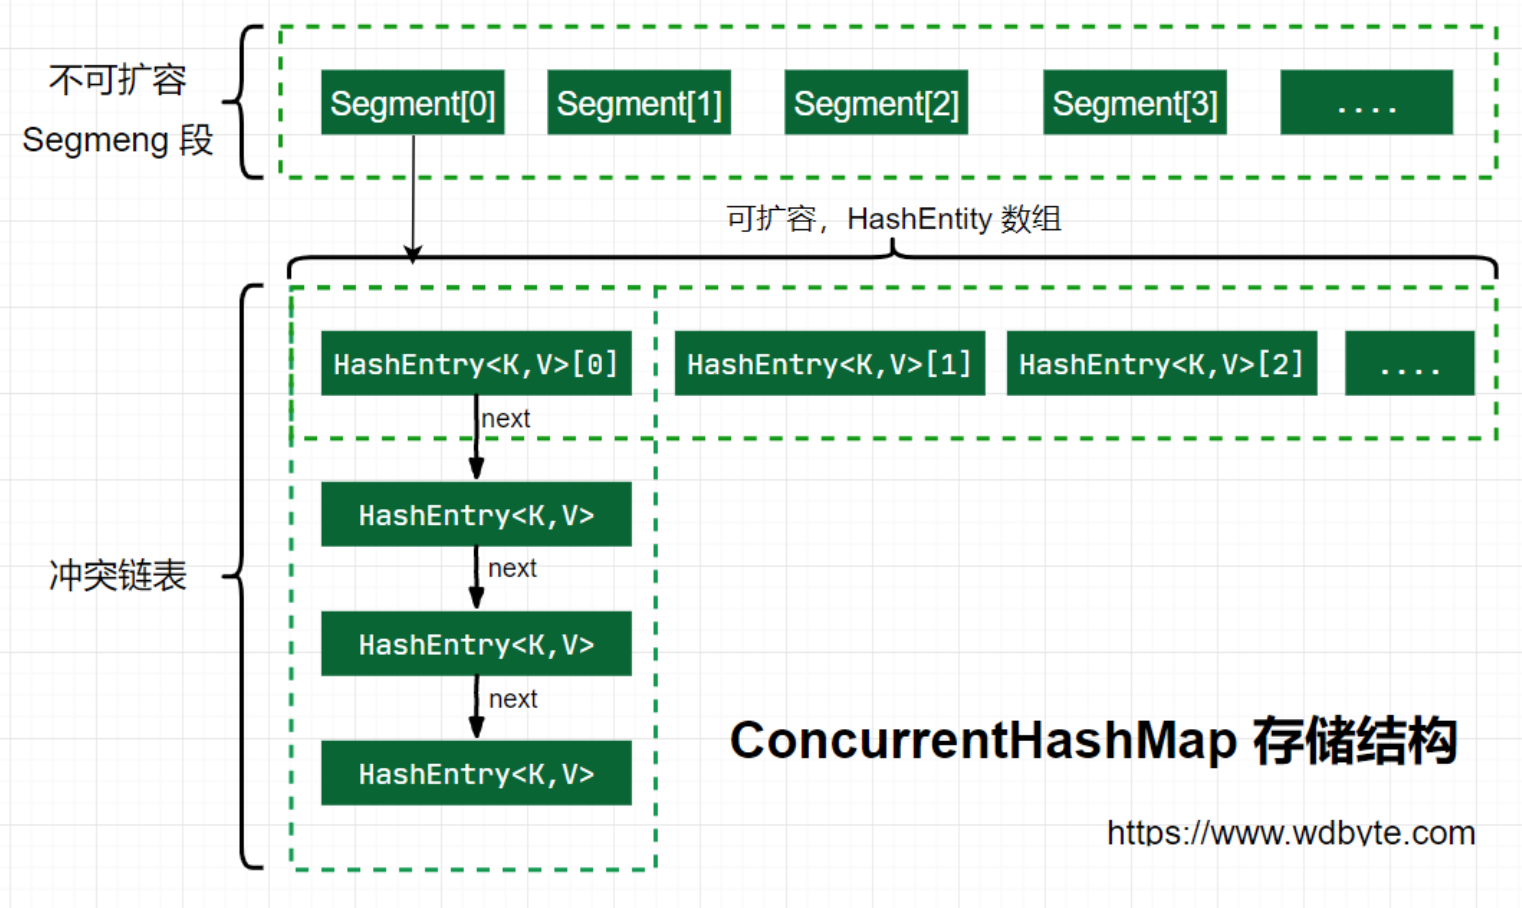 不可扩容
Segmeng 段
Segment[0] Segment[1] Segment[2] Segment[3] ....
可扩容，HashEntity 数组
HashEntry<K,V>[0] HashEntry<K,V>[1] HashEntry<K,V>[2] ....
next
HashEntry<K,V>
next
冲突链表
HashEntry<K,V>
next
HashEntry<K,V>
ConcurrentHashMap 存储结构
https://www.wdbyte.com